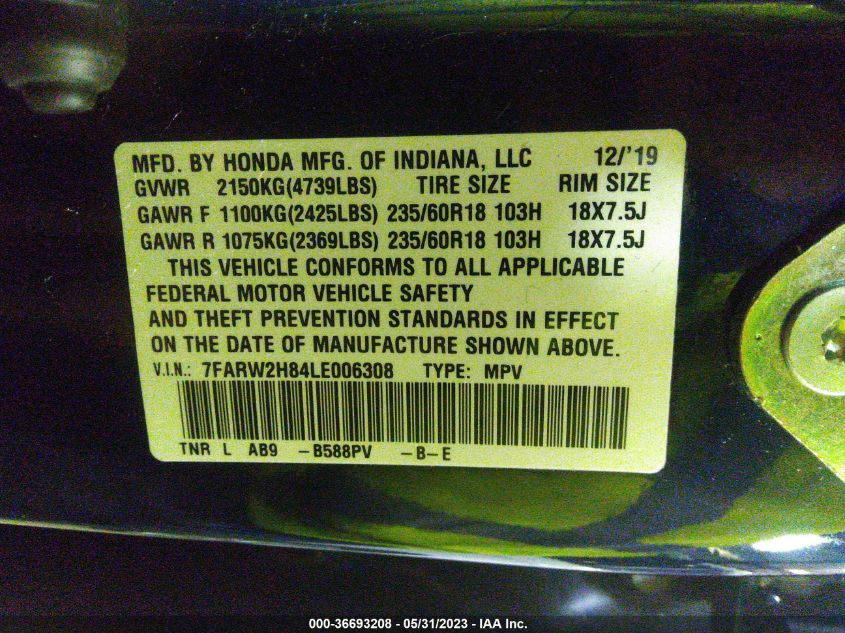 MFD. BY HONDA MFG. OF INDIANA, LLC 12/'19
GVWR 2150KG(4739LBS) TIRE SIZE RIM SIZE
GAWR F 1100KG(2425LBS) 235/60R18 103H 18X7.5J
GAWR R 1075KG(2369LBS) 235/60R18 103H 18X7.5J
THIS VEHICLE CONFORMS TO ALL APPLICABLE
FEDERAL MOTOR VEHICLE SAFETY
AND THEFT PREVENTION STANDARDS IN EFFECT
ON THE DATE OF MANUFACTURE SHOWN ABOVE.
V.I.N.: 7FARW2H84LE006308 TYPE: MPV
TNR L AB9 -B588PV -B-E
000-36693208 - 05/31/2023 - IAA Inc.